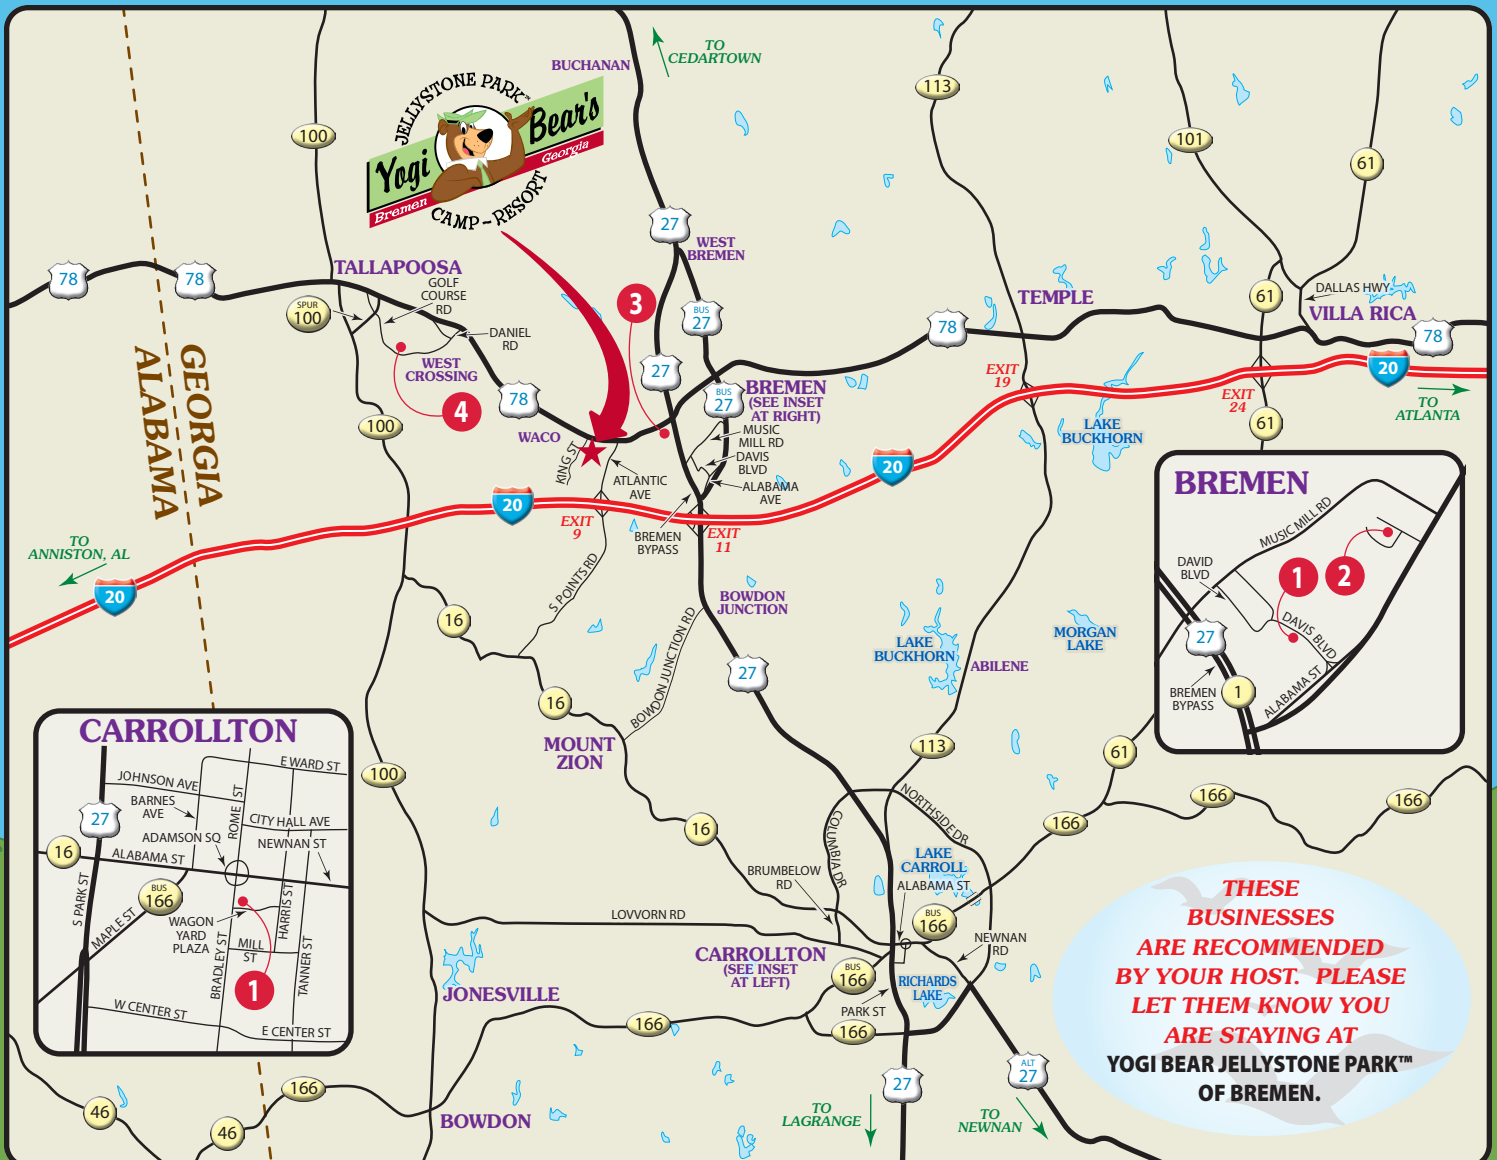 TO
CEDARTOWN
BUCHANAN
113
100
101
61
JELLYSTONE PARK™
Yogi Bear's
Bremen Georgia
CAMP-RESORT
27
WEST
BREMEN
78
78
TALLAPOOSA
GOLF
COURSE
RD
SPUR
100
DANIEL
RD
3
BUS
27
TEMPLE
78
61
DALLAS HWY
VILLA RICA
78
GEORGIA
ALABAMA
WEST
CROSSING
4
78
27
BUS
27
BREMEN
(SEE INSET
AT RIGHT)
EXIT
19
EXIT
24
20
TO
ATLANTA
100
WACO
KING ST
ATLANTIC
AVE
MUSIC
MILL RD
DAVIS
BLVD
ALABAMA
AVE
LAKE
BUCKHORN
61
20
20
EXIT
9
BREMEN
BYPASS
EXIT
11
TO
ANNISTON, AL
20
16
S POINTS RD
BOWDON
JUNCTION
BOWDON JUNCTION RD
LAKE
BUCKHORN
ABILENE
MORGAN
LAKE
27
16
MOUNT
ZION
113
61
BREMEN
MUSIC MILL RD
DAVID
BLVD
1
2
27
DAVIS BLVD
BREMEN
BYPASS
1
ALABAMA ST
CARROLLTON
E WARD ST
JOHNSON AVE
BARNES
AVE
ROME ST
27
CITY HALL AVE
ADAMSON SQ
NEWNAN ST
16
ALABAMA ST
BUS
166
S PARK ST
MAPLE ST
WAGON
YARD
PLAZA
HARRIS ST
MILL
ST
BRADLEY ST
TANNER ST
1
W CENTER ST
E CENTER ST
100
16
166
166
166
NORTHSIDE DR
COLUMBIA DR
LAKE
CARROLL
BRUMBELOW
RD
ALABAMA ST
BUS
166
LOVVORN RD
NEWNAN
RD
CARROLLTON
(SEE INSET
AT LEFT)
BUS
166
RICHARDS
LAKE
PARK ST
JONESVILLE
166
166
27
ALT
27
166
46
46
BOWDON
TO
LAGRANGE
TO
NEWNAN
THESE
BUSINESSES
ARE RECOMMENDED
BY YOUR HOST. PLEASE
LET THEM KNOW YOU
ARE STAYING AT
YOGI BEAR JELLYSTONE PARK™
OF BREMEN.